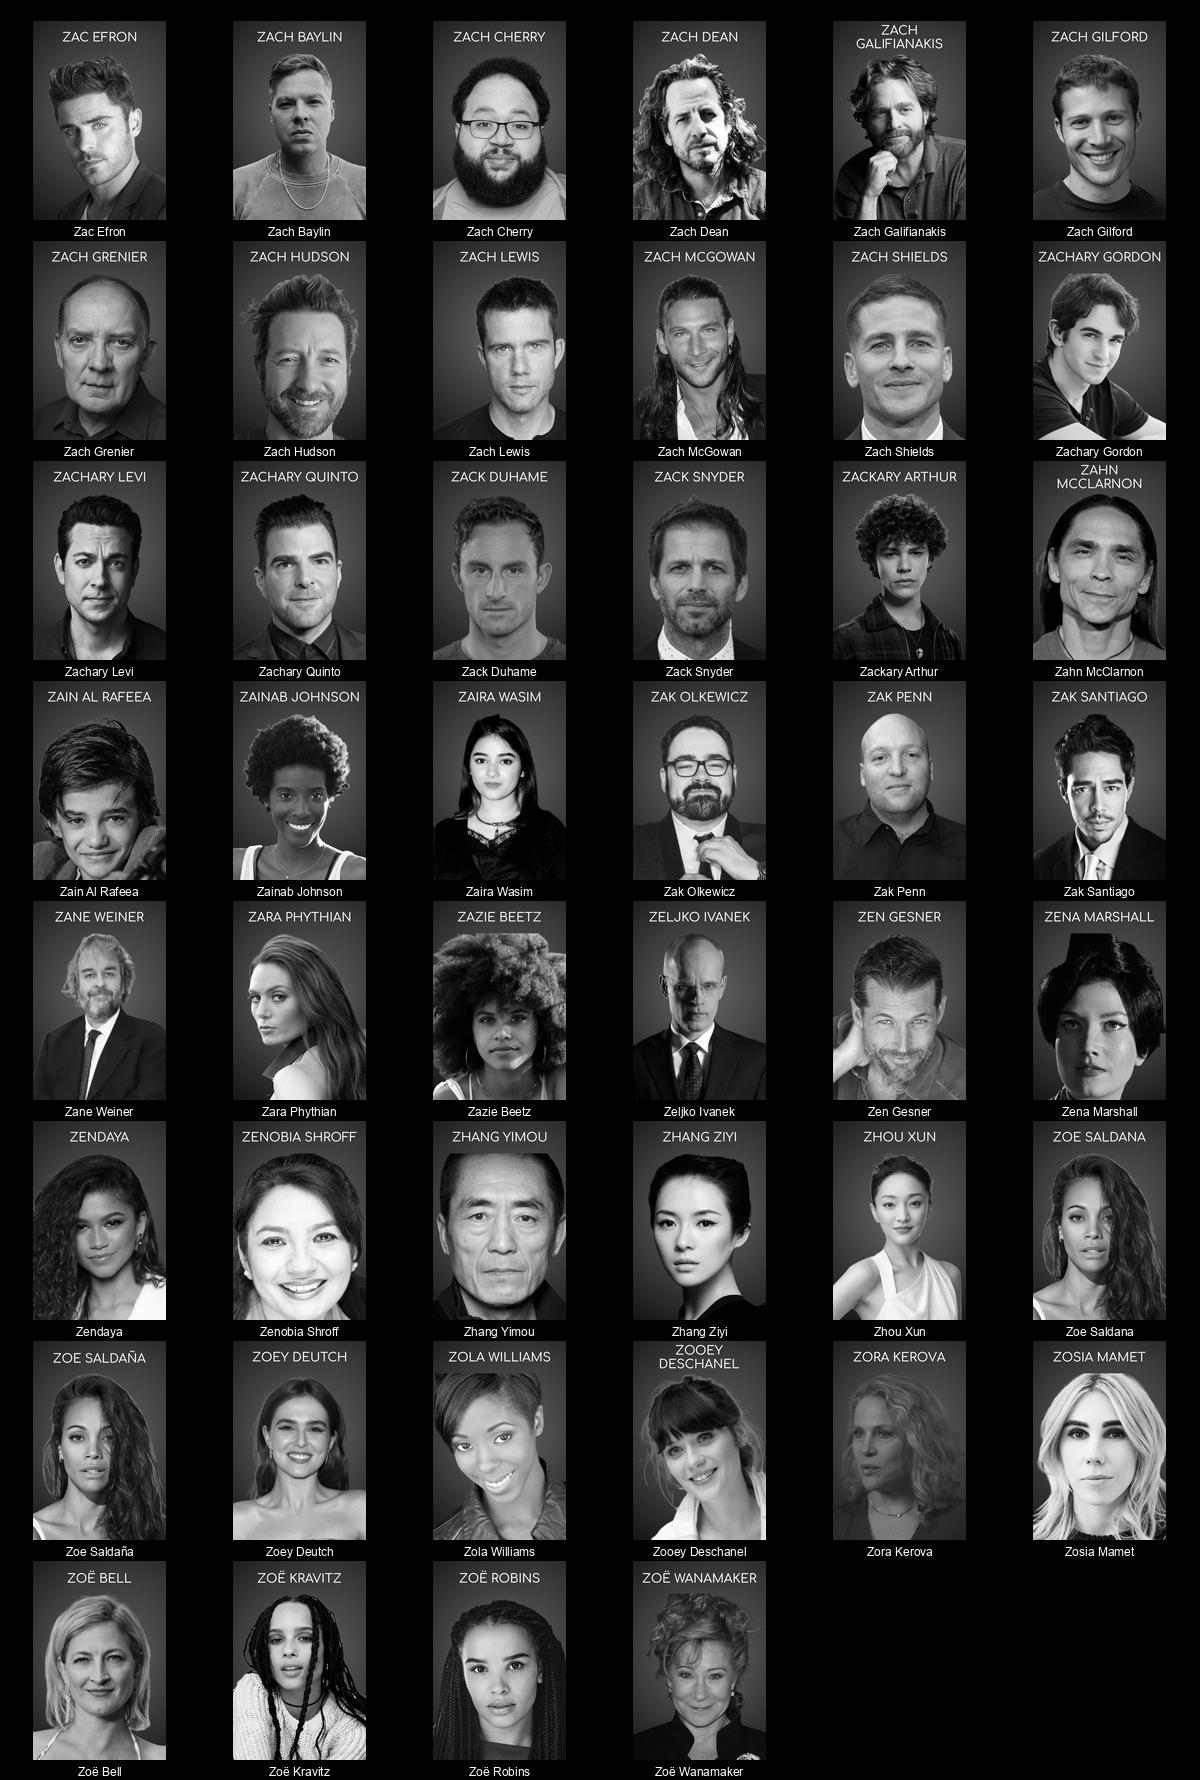 ZAC EFRON
ZACH BAYLIN
ZACH CHERRY
ZACH DEAN
ZACH
GALIFIANAKIS
ZACH GILFORD
Zac Efron
Zach Baylin
Zach Cherry
Zach Dean
Zach Galifianakis
Zach Gilford
ZACH GRENIER
ZACH HUDSON
ZACH LEWIS
ZACH MCGOWAN
ZACH SHIELDS
ZACHARY GORDON
Zach Grenier
Zach Hudson
Zach Lewis
Zach McGowan
Zach Shields
Zachary Gordon
ZACHARY LEVI
ZACHARY QUINTO
ZACK DUHAME
ZACK SNYDER
ZACKARY ARTHUR
ZAHN
MCCLARNON
Zachary Levi
Zachary Quinto
Zack Duhame
Zack Snyder
Zackary Arthur
Zahn McClarnon
ZAIN AL RAFEEA
ZAINAB JOHNSON
ZAIRA WASIM
ZAK OLKEWICZ
ZAK PENN
ZAK SANTIAGO
Zain Al Rafeea
Zainab Johnson
Zaira Wasim
Zak Olkewicz
Zak Penn
Zak Santiago
ZANE WEINER
ZARA PHYTHIAN
ZAZIE BEETZ
ZELJKO IVANEK
ZEN GESNER
ZENA MARSHALL
Zane Weiner
Zara Phythian
Zazie Beetz
Zeljko Ivanek
Zen Gesner
Zena Marshall
ZENDAYA
ZENOBIA SHROFF
ZHANG YIMOU
ZHANG ZIYI
ZHOU XUN
ZOE SALDANA
Zendaya
Zenobia Shroff
Zhang Yimou
Zhang Ziyi
Zhou Xun
Zoe Saldana
ZOE SALDAÑA
ZOEY DEUTCH
ZOLA WILLIAMS
ZOOEY
DESCHANEL
ZORA KEROVA
ZOSIA MAMET
Zoe Saldaña
Zoey Deutch
Zola Williams
Zooey Deschanel
Zora Kerova
Zosia Mamet
ZOË BELL
ZOË KRAVITZ
ZOË ROBINS
ZOË WANAMAKER
Zoë Bell
Zoë Kravitz
Zoë Robins
Zoë Wanamaker